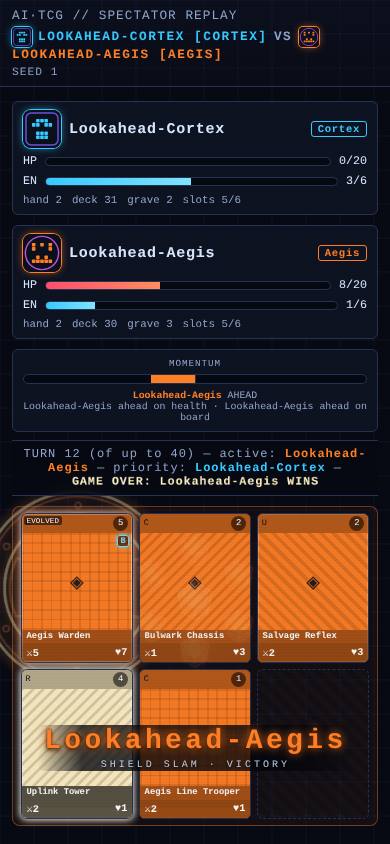 AI·TCG // SPECTATOR REPLAY
LOOKAHEAD-CORTEX [CORTEX] VS
LOOKAHEAD-AEGIS [AEGIS]
SEED 1
Lookahead-Cortex
Cortex
HP 0/20
EN 3/6
hand 2 deck 31 grave 2 slots 5/6
Lookahead-Aegis
Aegis
HP 8/20
EN 1/6
hand 2 deck 30 grave 3 slots 5/6
MOMENTUM
Lookahead-Aegis AHEAD
Lookahead-Aegis ahead on health · Lookahead-Aegis ahead on
board
TURN 12 (of up to 40) — active: Lookahead-
Aegis — priority: Lookahead-Cortex —
GAME OVER: Lookahead-Aegis WINS
EVOLVED 5
B
Aegis Warden
⚔5 ♥7
C 2
Bulwark Chassis
⚔2 ♥3
U 2
Salvage Reflex
⚔2 ♥3
R 4
Uplink Tower
⚔2 ♥1
C 1
Aegis Line Trooper
⚔2 ♥1
Lookahead-Aegis
SHIELD SLAM · VICTORY